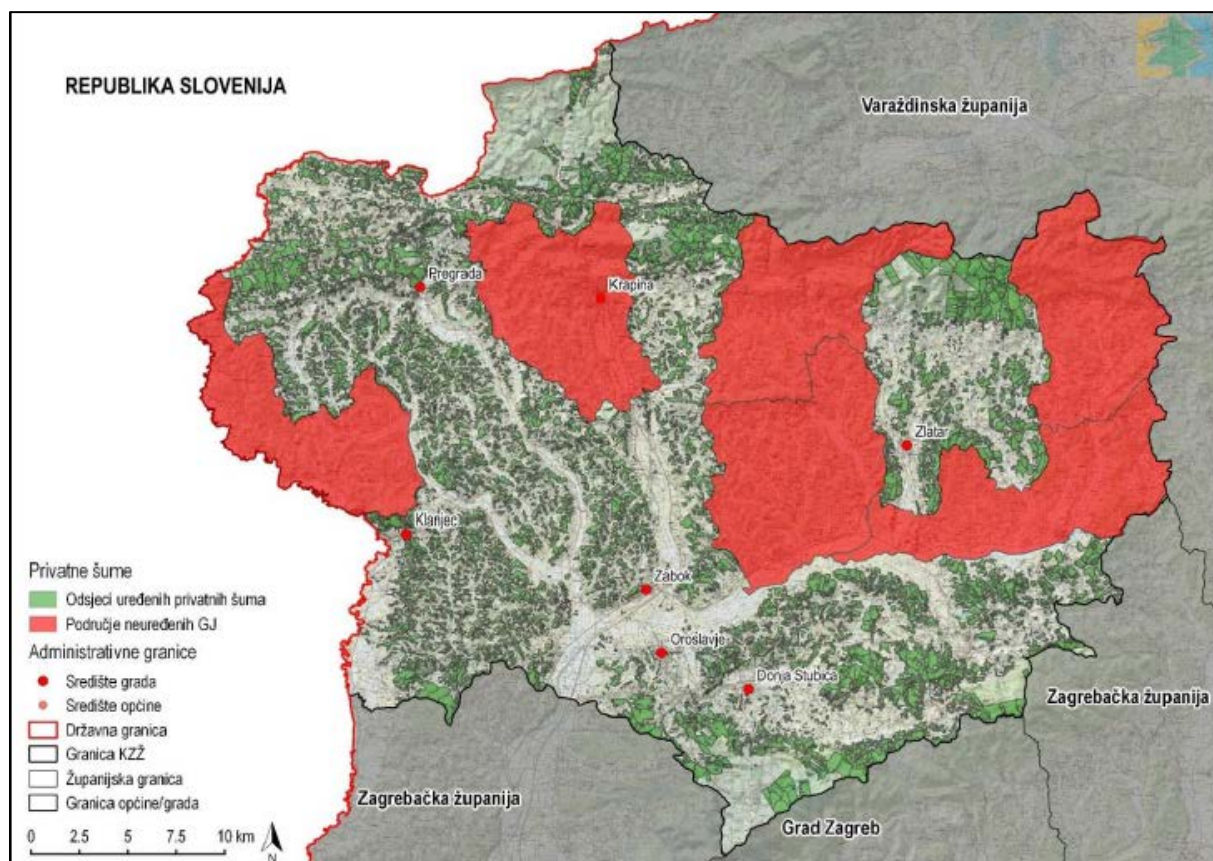 REPUBLIKA SLOVENIJA
Varaždinska županija
Pregrada
Krapina
Zlatar
Klanjec
Zabok
Oroslavje
Donja Stubica
Zagrebačka županija
Zagrebačka županija
Grad Zagreb
Privatne šume
Odsjeci uređenih privatnih šuma
Područje neuređenih GJ
Administrativne granice
Središte grada
Središte općine
Državna granica
Granica KZŽ
Županijska granica
Granica općine/grada
0 2.5 5 7.5 10 km
N